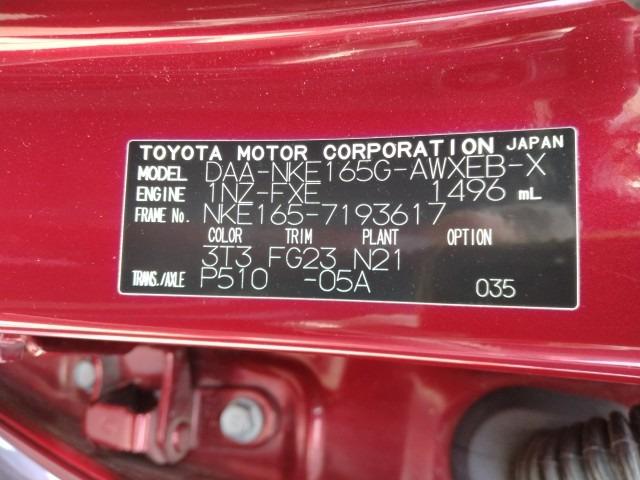 TOYOTA MOTOR CORPORATION JAPAN
MODEL DAA-NKE165G-AWXEB-X
ENGINE 1NZ-FXE 1496 mL
FRAME No. NKE165-7193617
COLOR TRIM PLANT OPTION
3T3 FG23 N21
TRANS./AXLE P510 -05A 035